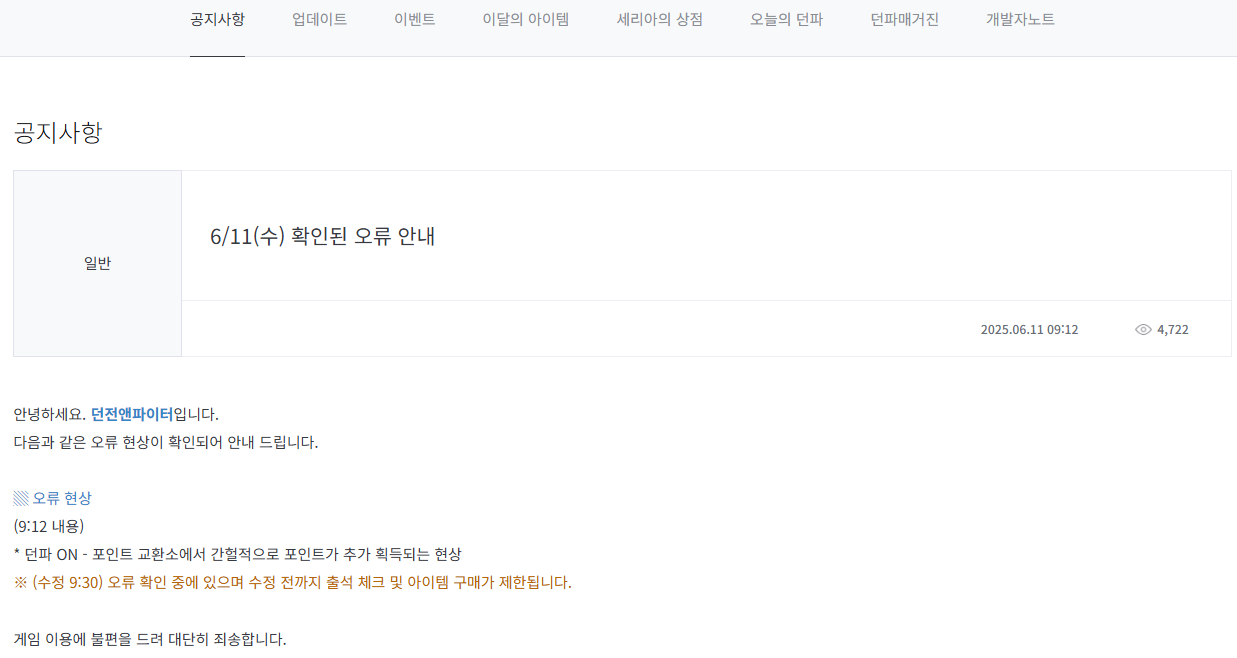 공지사항 업데이트 이벤트 이달의 아이템 세리아의 상점 오늘의 던파 던파매거진 개발자노트
공지사항
일반
6/11(수) 확인된 오류 안내
2025.06.11 09:12 4,722
안녕하세요. 던전앤파이터입니다.
다음과 같은 오류 현상이 확인되어 안내 드립니다.
▧ 오류 현상
(9:12 내용)
* 던파 ON - 포인트 교환소에서 간헐적으로 포인트가 추가 획득되는 현상
※ (수정 9:30) 오류 확인 중에 있으며 수정 전까지 출석 체크 및 아이템 구매가 제한됩니다.
게임 이용에 불편을 드려 대단히 죄송합니다.